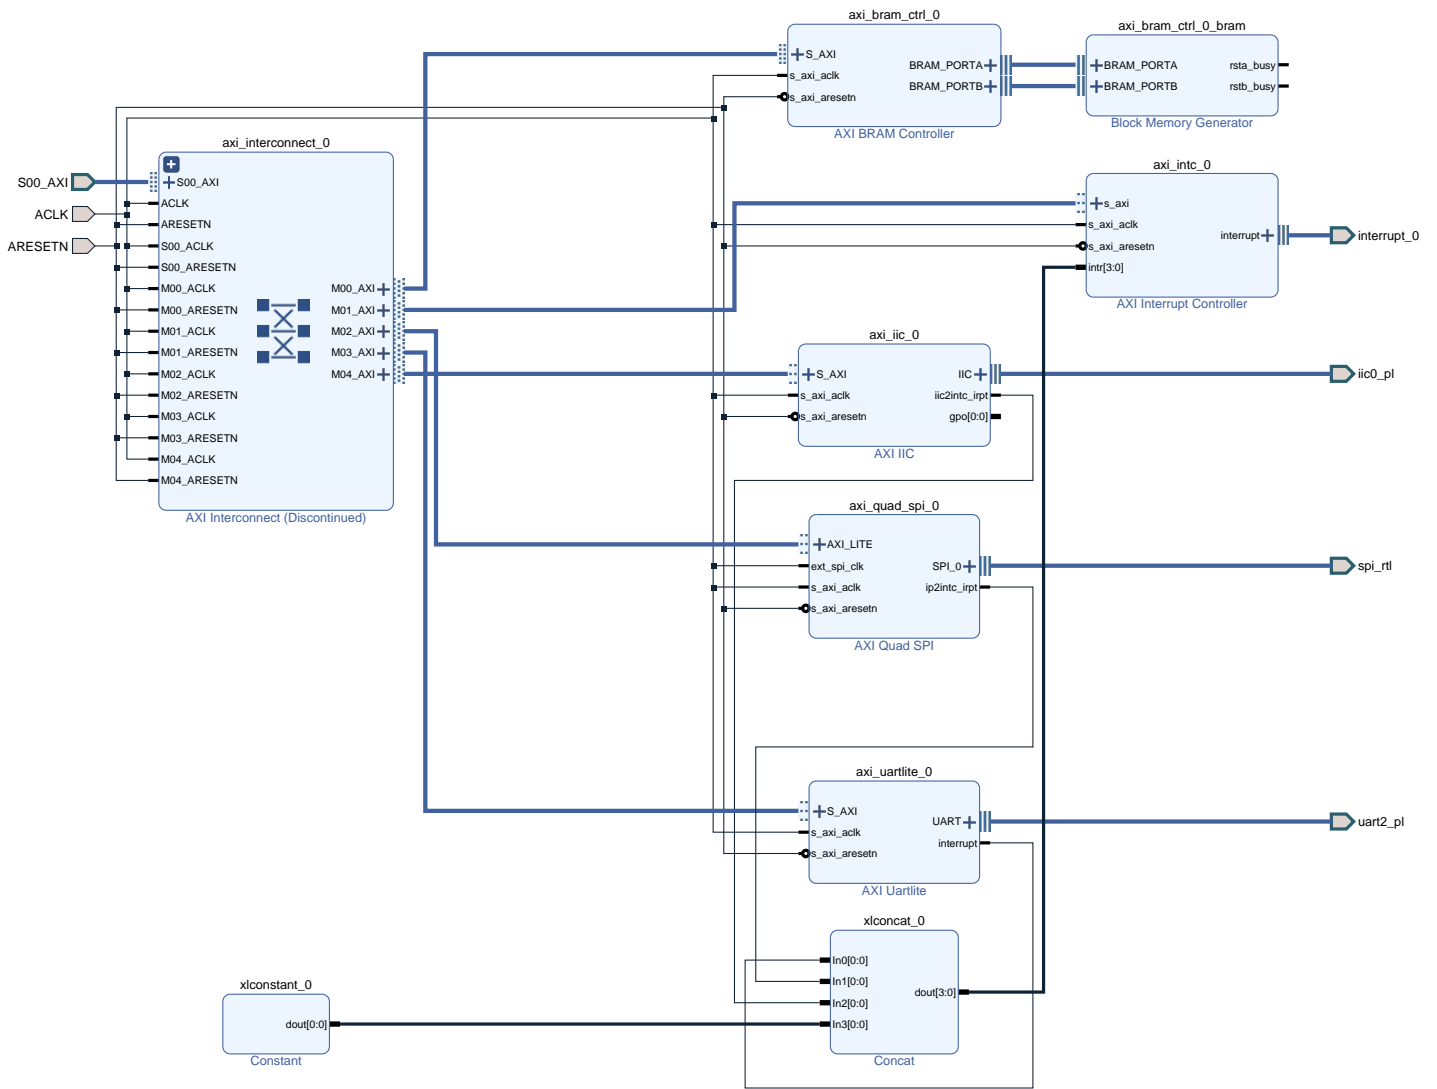 axi_bram_ctrl_0
S_AXI
s_axi_aclk
s_axi_aresetn
BRAM_PORTA
BRAM_PORTB
AXI BRAM Controller
axi_bram_ctrl_0_bram
BRAM_PORTA
BRAM_PORTB
rsta_busy
rstb_busy
Block Memory Generator
S00_AXI
ACLK
ARESETN
axi_interconnect_0
S00_AXI
ACLK
ARESETN
S00_ACLK
S00_ARESETN
M00_ACLK
M00_ARESETN
M01_ACLK
M01_ARESETN
M02_ACLK
M02_ARESETN
M03_ACLK
M03_ARESETN
M04_ACLK
M04_ARESETN
M00_AXI
M01_AXI
M02_AXI
M03_AXI
M04_AXI
AXI Interconnect (Discontinued)
axi_intc_0
s_axi
s_axi_aclk
s_axi_aresetn
intr[3:0]
interrupt
AXI Interrupt Controller
interrupt_0
axi_iic_0
S_AXI
s_axi_aclk
s_axi_aresetn
IIC
iic2intc_irpt
gpo[0:0]
AXI IIC
iic0_pl
axi_quad_spi_0
AXI_LITE
ext_spi_clk
s_axi_aclk
s_axi_aresetn
SPI_0
ip2intc_irpt
AXI Quad SPI
spi_rtl
axi_uartlite_0
S_AXI
s_axi_aclk
s_axi_aresetn
UART
interrupt
AXI Uartlite
uart2_pl
xlconcat_0
In0[0:0]
In1[0:0]
In2[0:0]
In3[0:0]
dout[3:0]
Concat
xlconstant_0
dout[0:0]
Constant